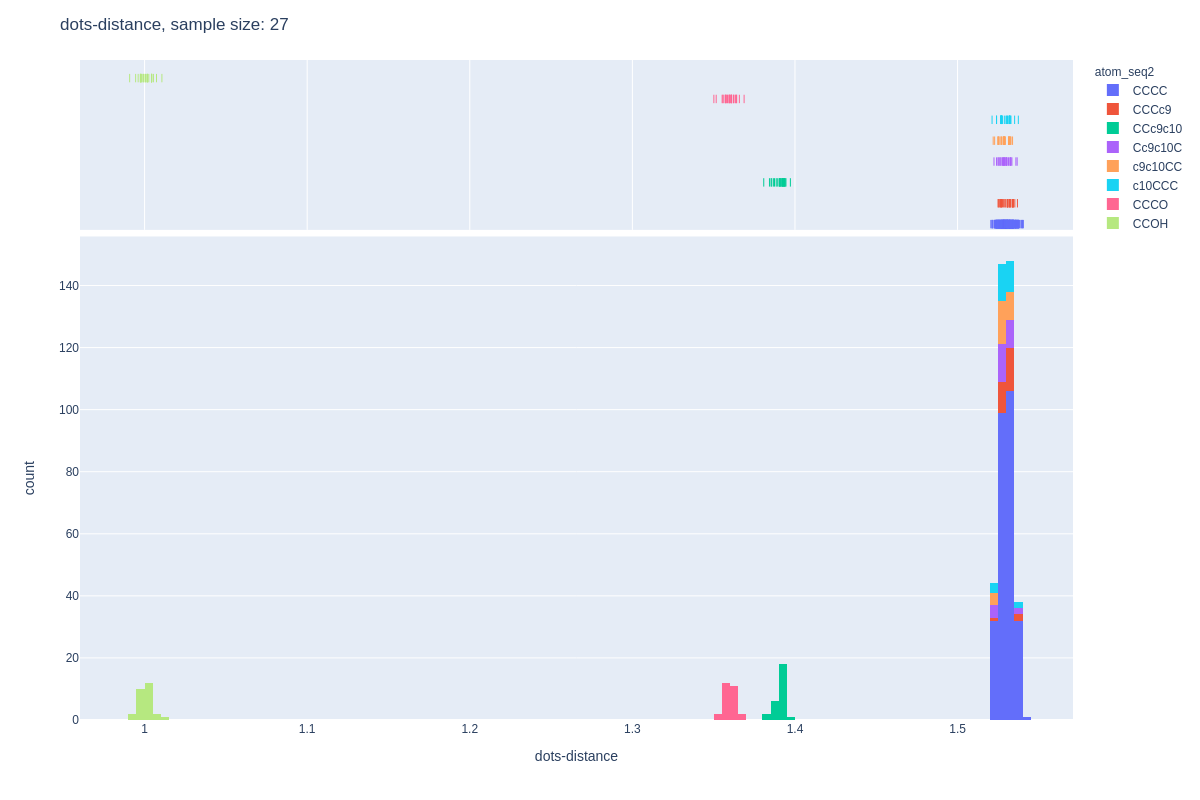 dots-distance, sample size: 27
atom_seq2
CCCC
CCCc9
CCc9c10
Cc9c10C
c9c10CC
c10CCC
CCCO
CCOH
140
120
100
80
60
40
20
0
count
1
1.1
1.2
1.3
1.4
1.5
dots-distance